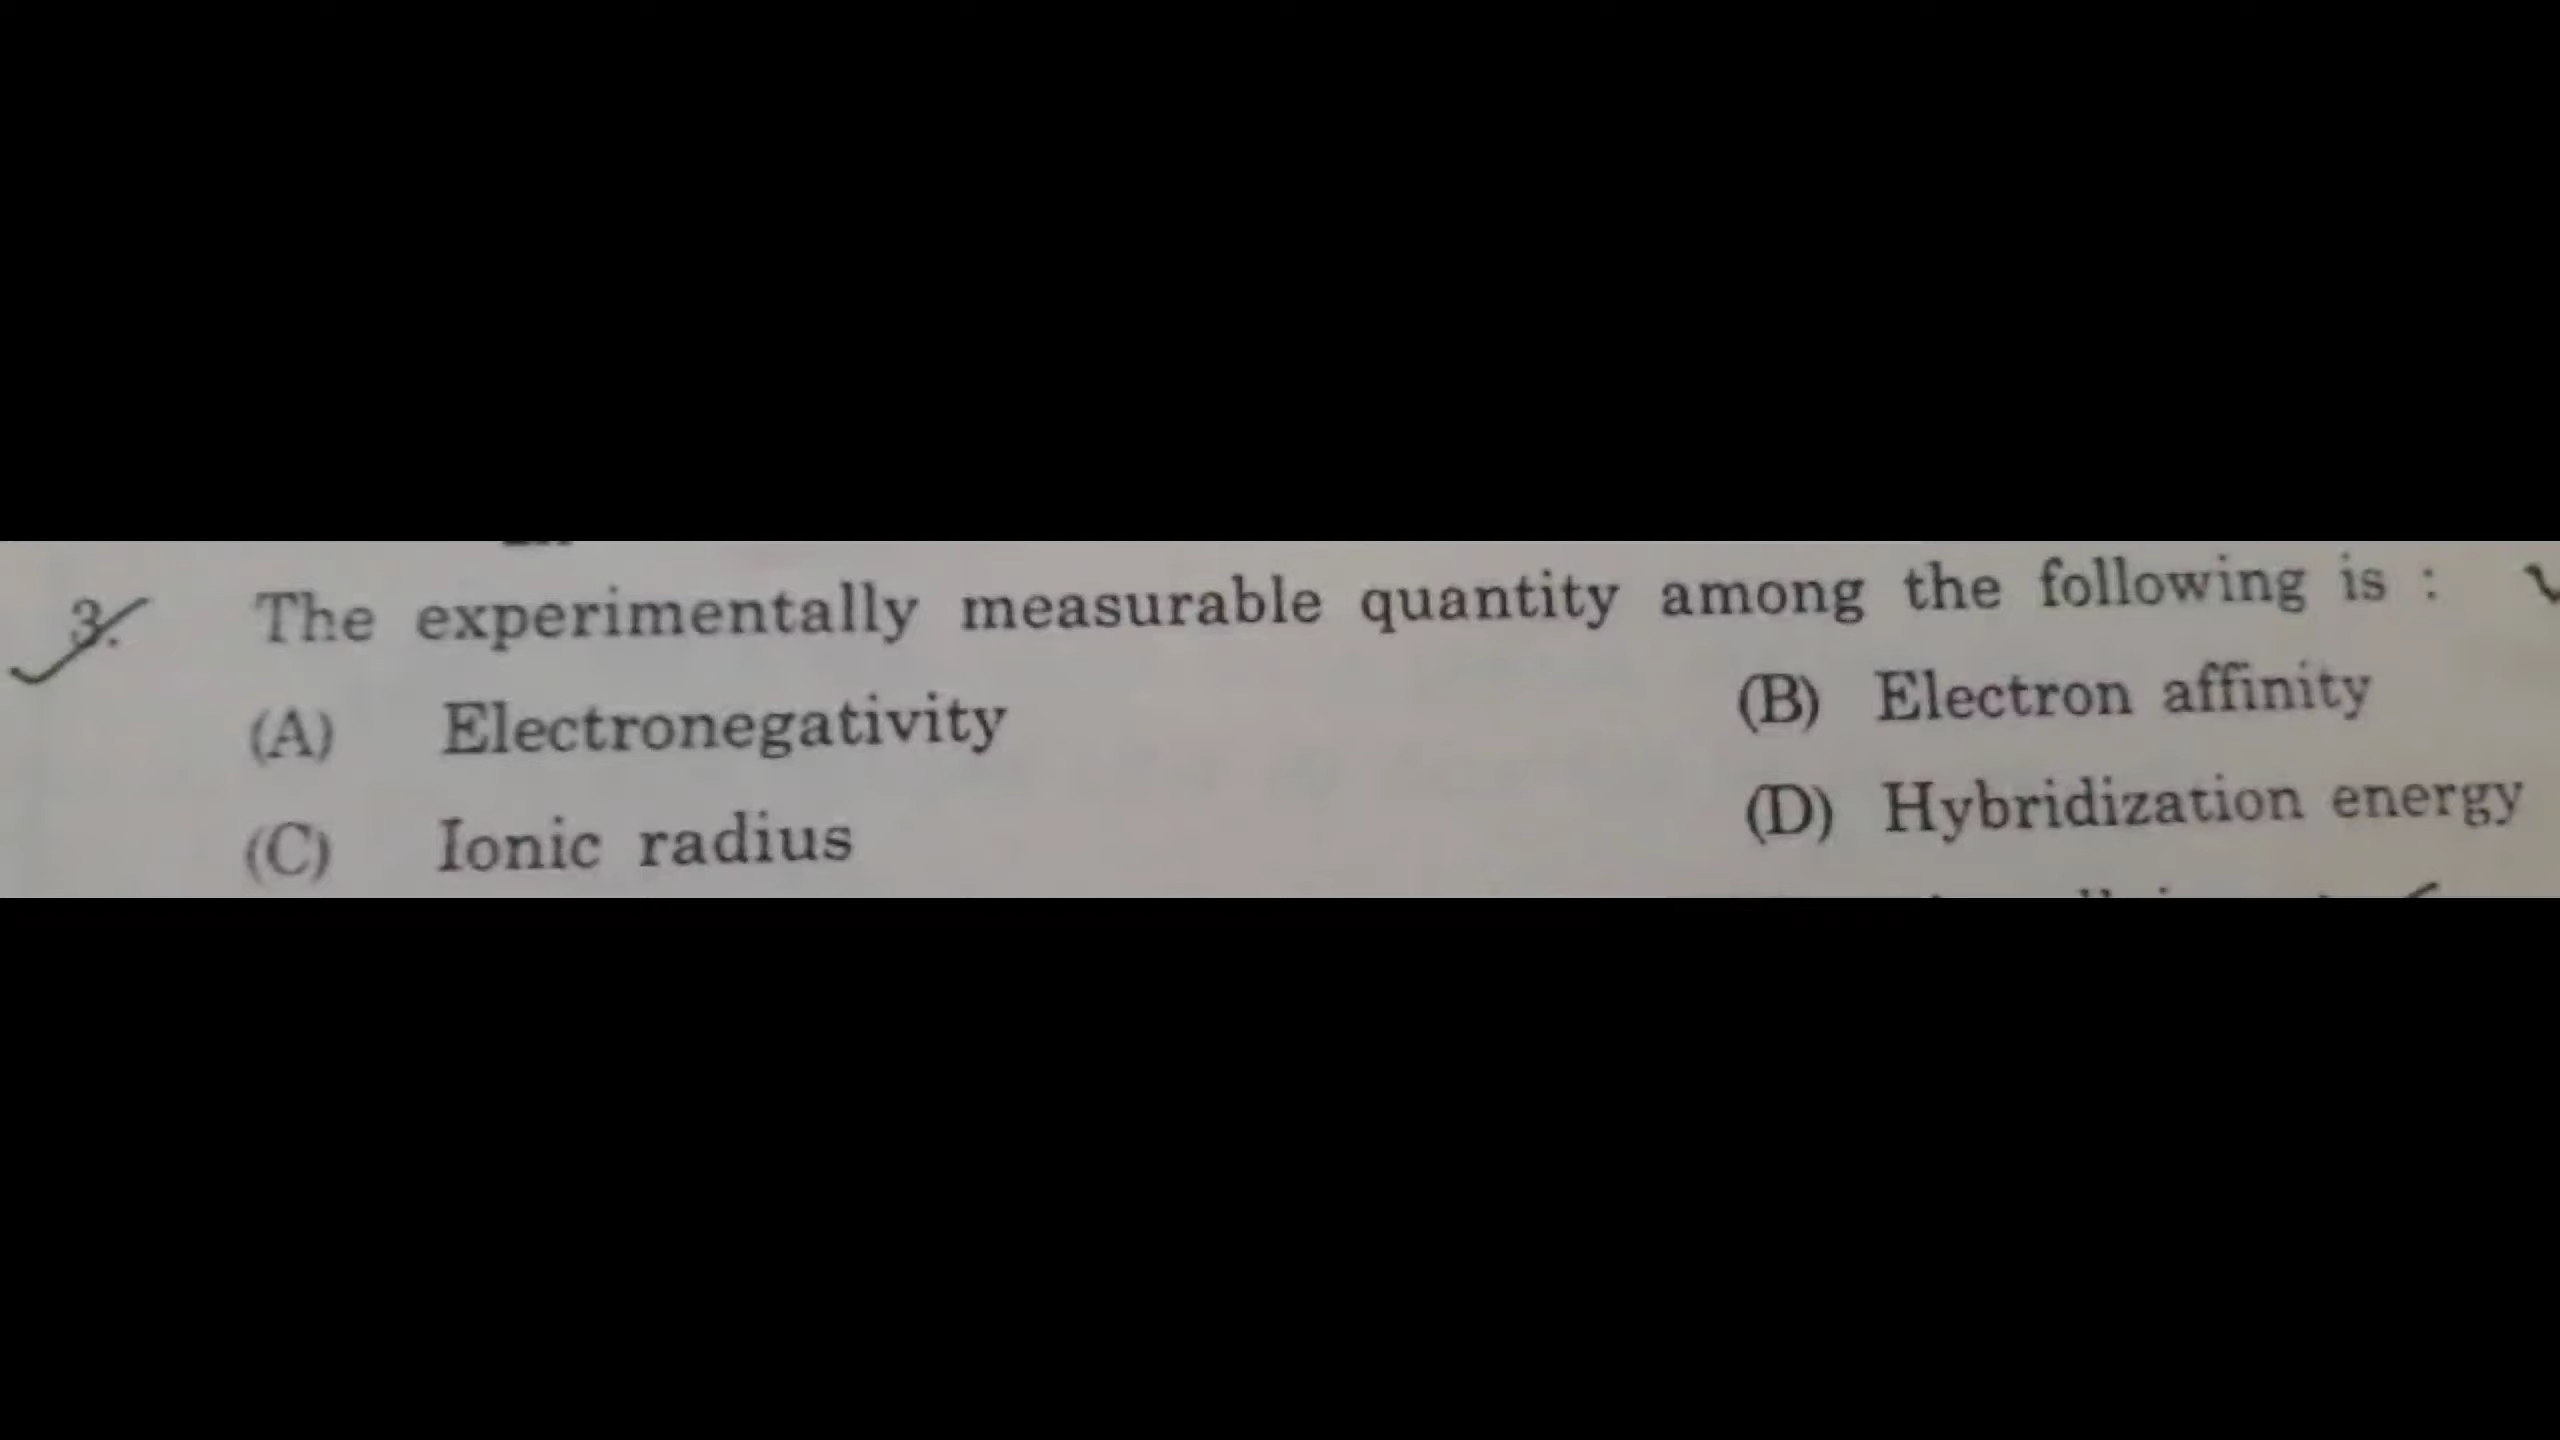 3. The experimentally measurable quantity among the following is :
(A) Electronegativity (B) Electron affinity
(C) Ionic radius (D) Hybridization energy